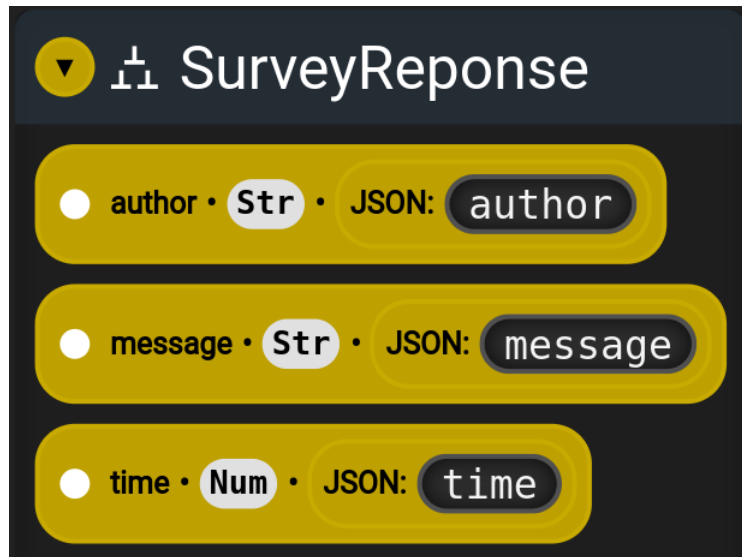 SurveyReponse
author • Str • JSON: author
message • Str • JSON: message
time • Num • JSON: time